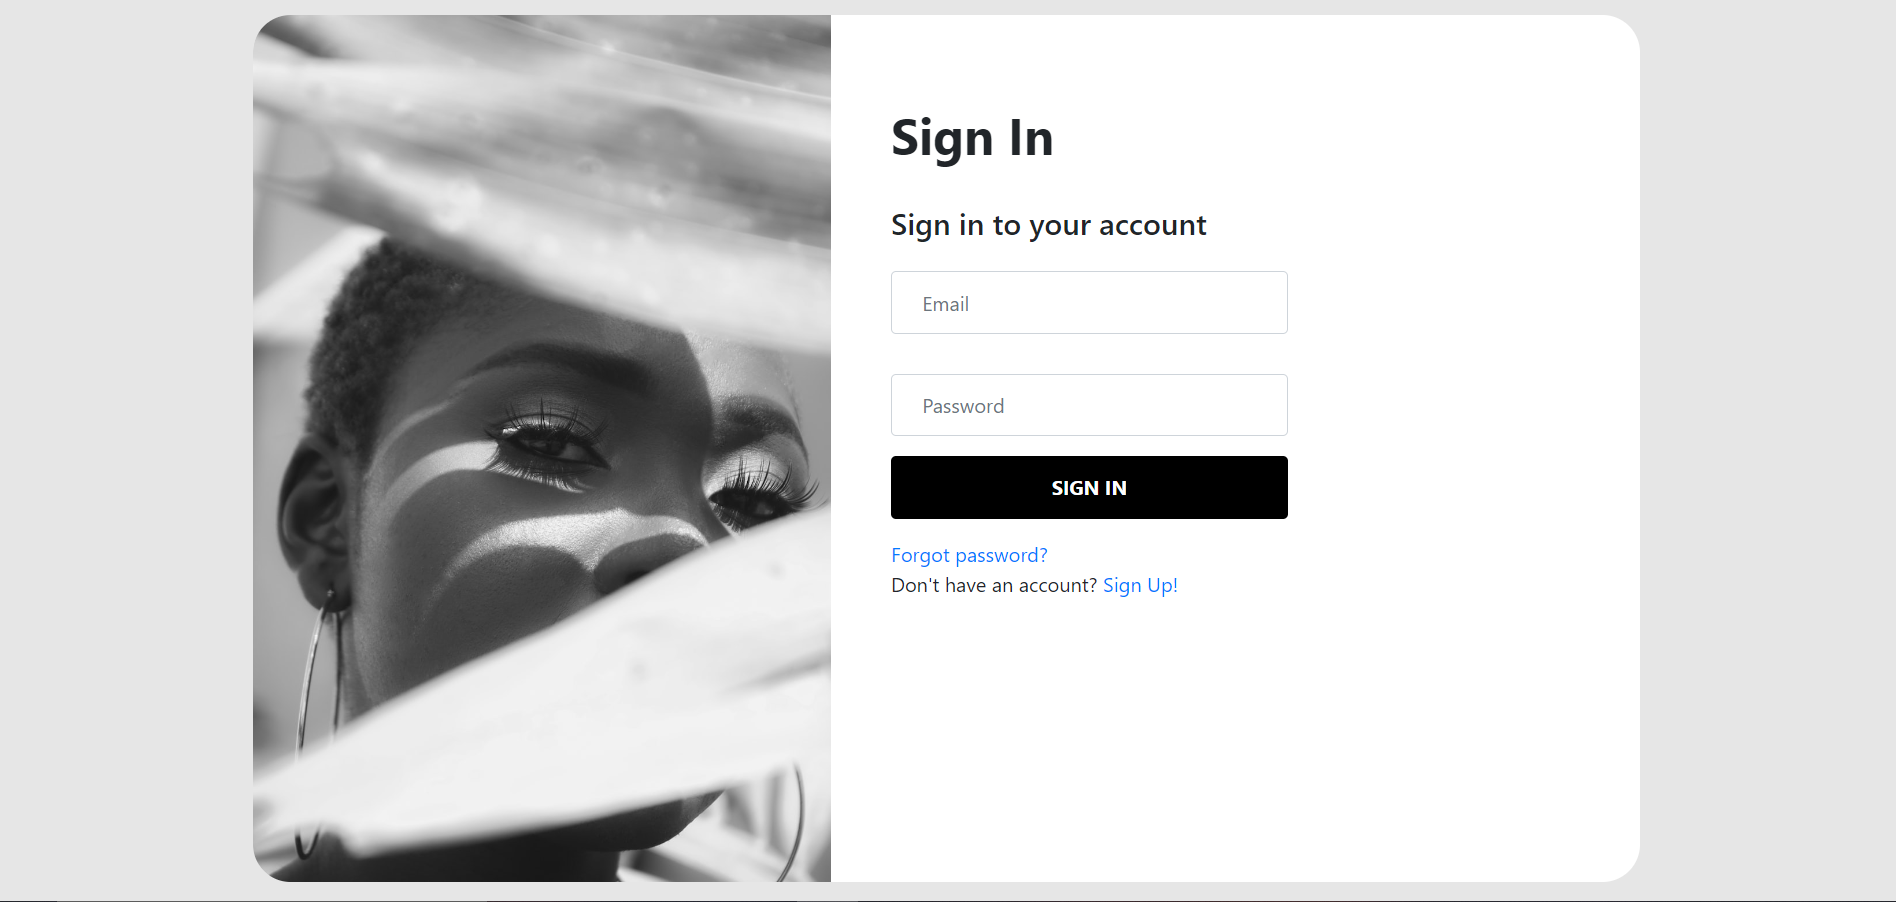 Sign In
Sign in to your account
Email
Password
SIGN IN
Forgot password?
Don't have an account? Sign Up!